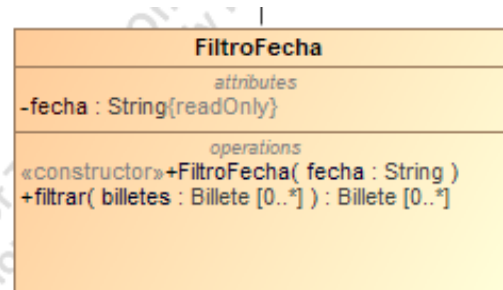 FiltroFecha
attributes
-fecha : String{readOnly}
operations
«constructor»+FiltroFecha( fecha : String )
+filtrar( billetes : Billete [0..*] ) : Billete [0..*]